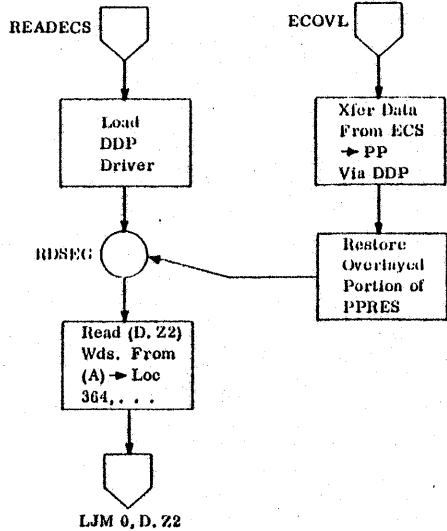 READECS
ECOVL
Load
DDP
Driver
Xfer Data
From ECS
→ PP
Via DDP
RDSEG
Restore
Overlayed
Portion of
PPRES
Read (D. Z2)
Wds. From
(A) → Loc
364, . . .
LJM 0, D. Z2